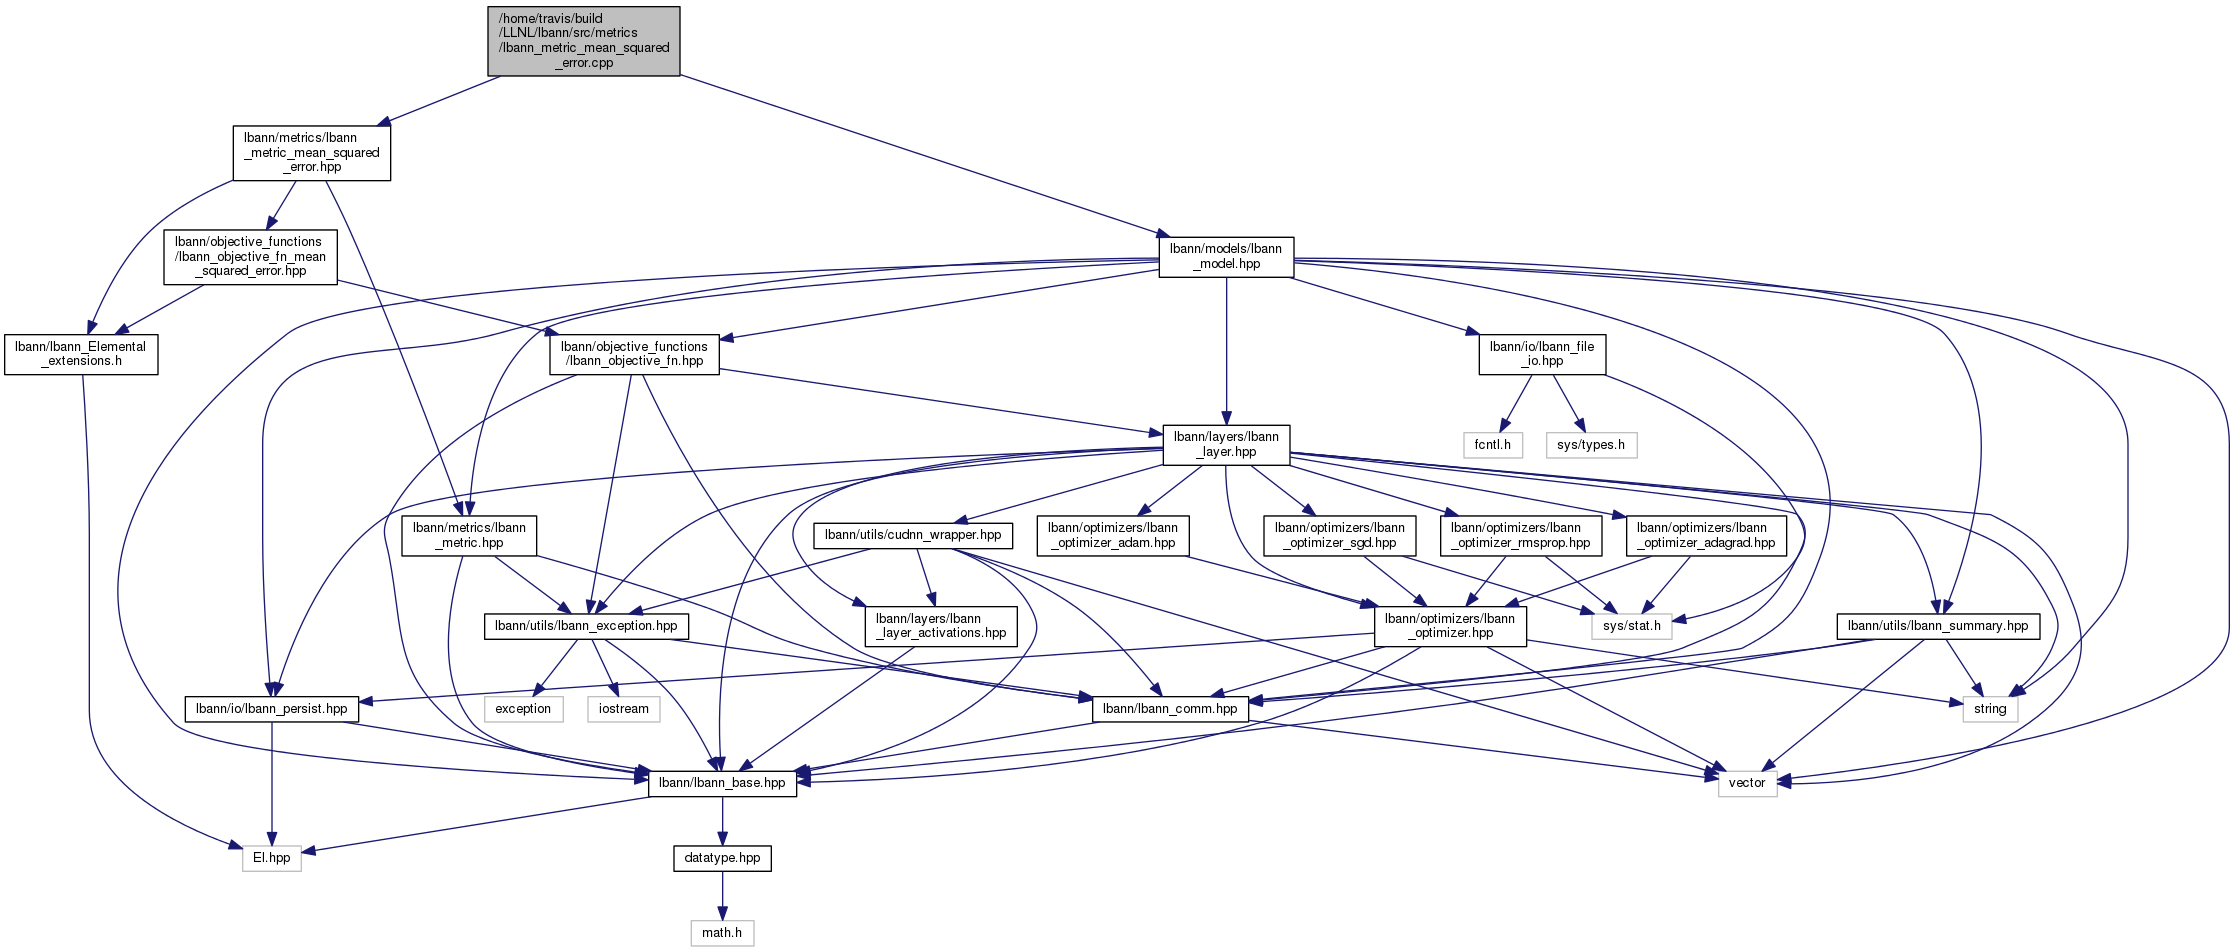 /home/travis/build
/LLNL/lbann/src/metrics
/lbann_metric_mean_squared
_error.cpp
lbann/metrics/lbann
_metric_mean_squared
_error.hpp
lbann/objective_functions
/lbann_objective_fn_mean
_squared_error.hpp
lbann/models/lbann
_model.hpp
lbann/lbann_Elemental
_extensions.h
lbann/objective_functions
/lbann_objective_fn.hpp
lbann/io/lbann_file
_io.hpp
lbann/layers/lbann
_layer.hpp
fcntl.h
sys/types.h
lbann/metrics/lbann
_metric.hpp
lbann/utils/cudnn_wrapper.hpp
lbann/optimizers/lbann
_optimizer_adam.hpp
lbann/optimizers/lbann
_optimizer_sgd.hpp
lbann/optimizers/lbann
_optimizer_rmsprop.hpp
lbann/optimizers/lbann
_optimizer_adagrad.hpp
lbann/utils/lbann_exception.hpp
lbann/layers/lbann
_layer_activations.hpp
lbann/optimizers/lbann
_optimizer.hpp
sys/stat.h
lbann/utils/lbann_summary.hpp
lbann/io/lbann_persist.hpp
exception
iostream
lbann/lbann_comm.hpp
string
lbann/lbann_base.hpp
vector
El.hpp
datatype.hpp
math.h